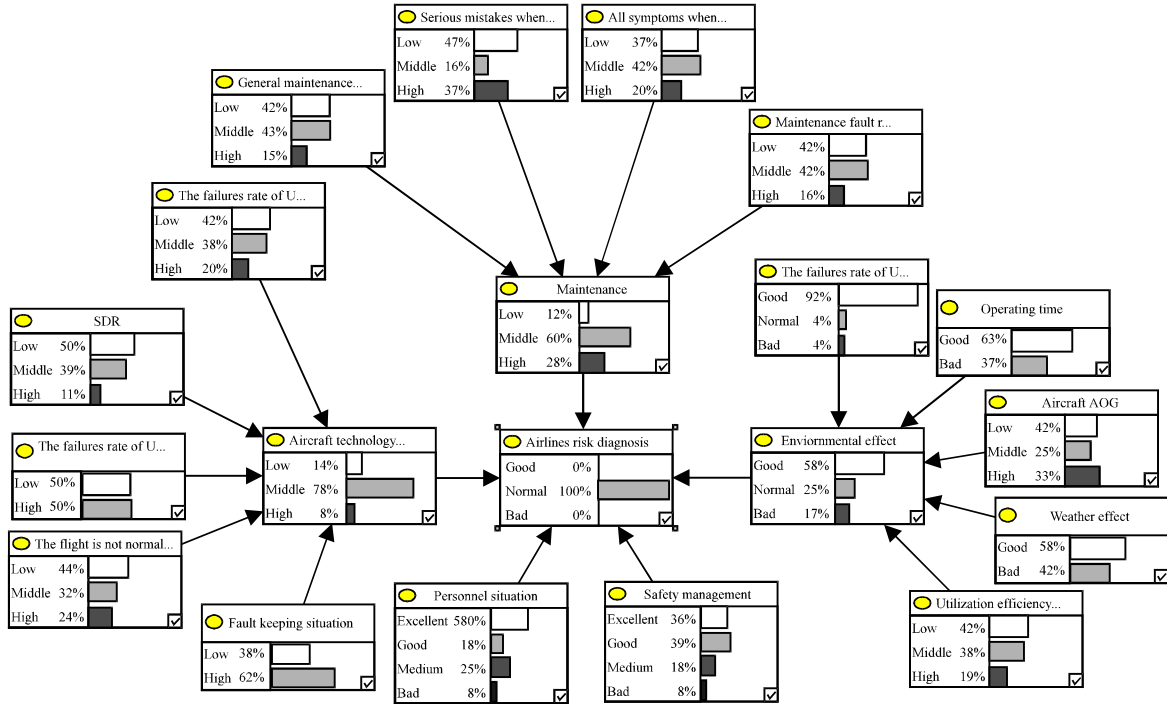 Serious mistakes when...
Low 47%
Middle 16%
High 37%
All symptoms when...
Low 37%
Middle 42%
High 20%
General maintenance...
Low 42%
Middle 43%
High 15%
Maintenance fault r...
Low 42%
Middle 42%
High 16%
The failures rate of U...
Low 42%
Middle 38%
High 20%
Maintenance
Low 12%
Middle 60%
High 28%
The failures rate of U...
Good 92%
Normal 4%
Bad 4%
Operating time
Good 63%
Bad 37%
SDR
Low 50%
Middle 39%
High 11%
Aircraft AOG
Low 42%
Middle 25%
High 33%
The failures rate of U...
Low 50%
High 50%
Aircraft technology...
Low 14%
Middle 78%
High 8%
Airlines risk diagnosis
Good 0%
Normal 100%
Bad 0%
Enviornmental effect
Good 58%
Normal 25%
Bad 17%
Weather effect
Good 58%
Bad 42%
The flight is not normal...
Low 44%
Middle 32%
High 24%
Fault keeping situation
Low 38%
High 62%
Personnel situation
Excellent 580%
Good 18%
Medium 25%
Bad 8%
Safety management
Excellent 36%
Good 39%
Medium 18%
Bad 8%
Utilization efficiency...
Low 42%
Middle 38%
High 19%